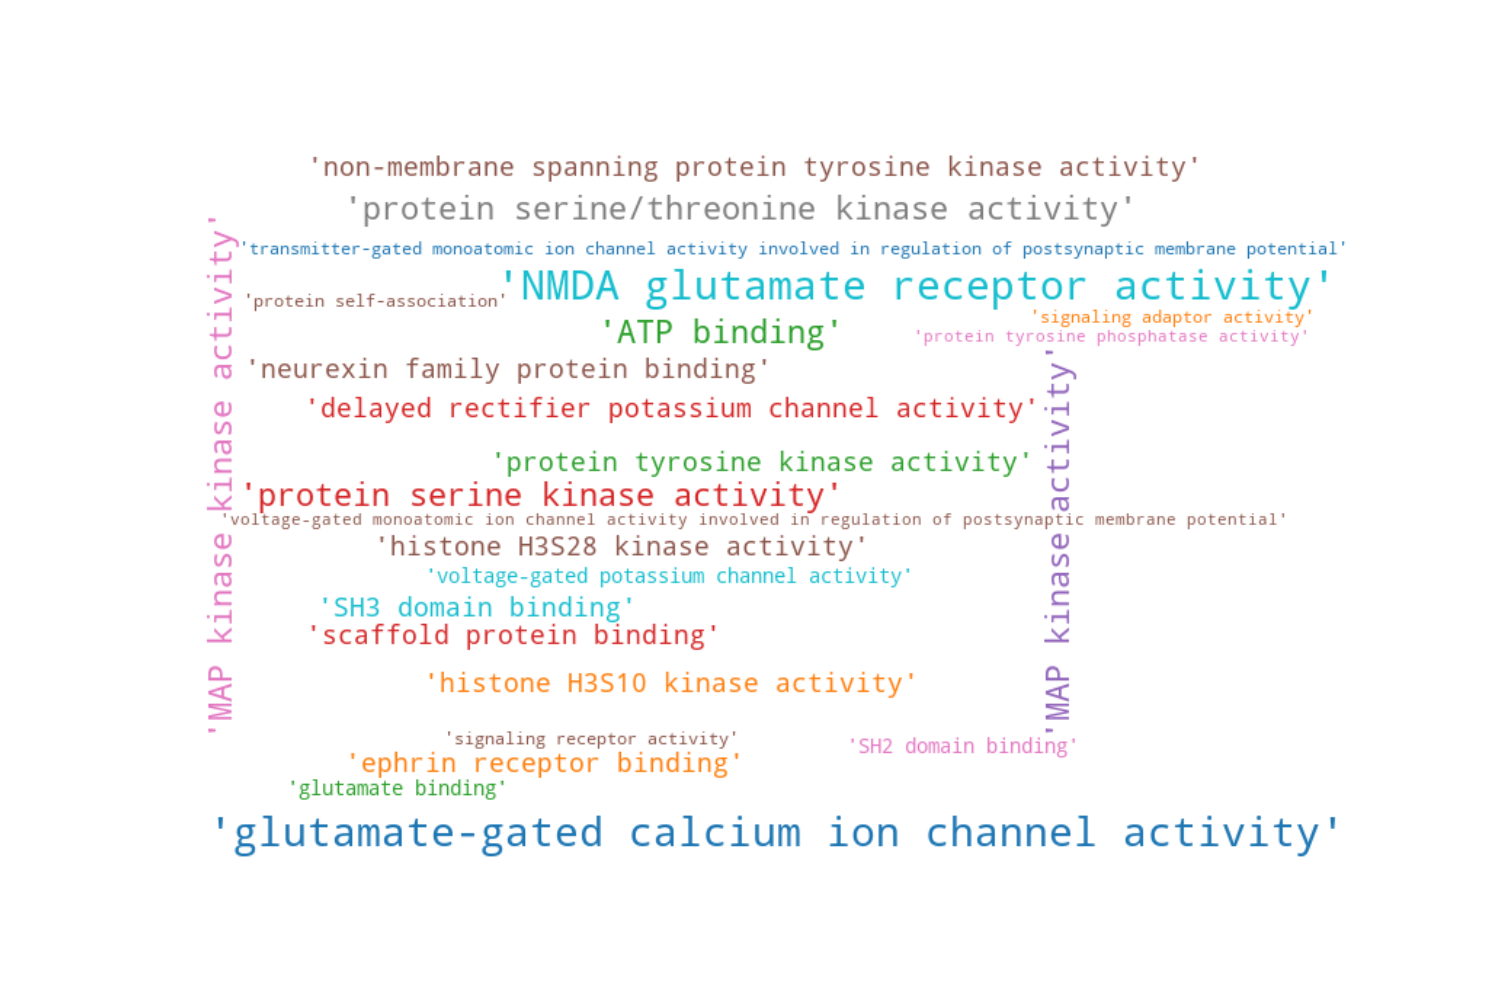 'non-membrane spanning protein tyrosine kinase activity'
'protein serine/threonine kinase activity'
'MAP kinase kinase activity'
'transmitter-gated monoatomic ion channel activity involved in regulation of postsynaptic membrane potential'
'NMDA glutamate receptor activity'
'protein self-association'
'signaling adaptor activity'
'ATP binding'
'protein tyrosine phosphatase activity'
'MAP kinase activity'
'neurexin family protein binding'
'delayed rectifier potassium channel activity'
'protein tyrosine kinase activity'
'protein serine kinase activity'
'voltage-gated monoatomic ion channel activity involved in regulation of postsynaptic membrane potential'
'histone H3S28 kinase activity'
'voltage-gated potassium channel activity'
'SH3 domain binding'
'scaffold protein binding'
'histone H3S10 kinase activity'
'signaling receptor activity'
'SH2 domain binding'
'ephrin receptor binding'
'glutamate binding'
'glutamate-gated calcium ion channel activity'